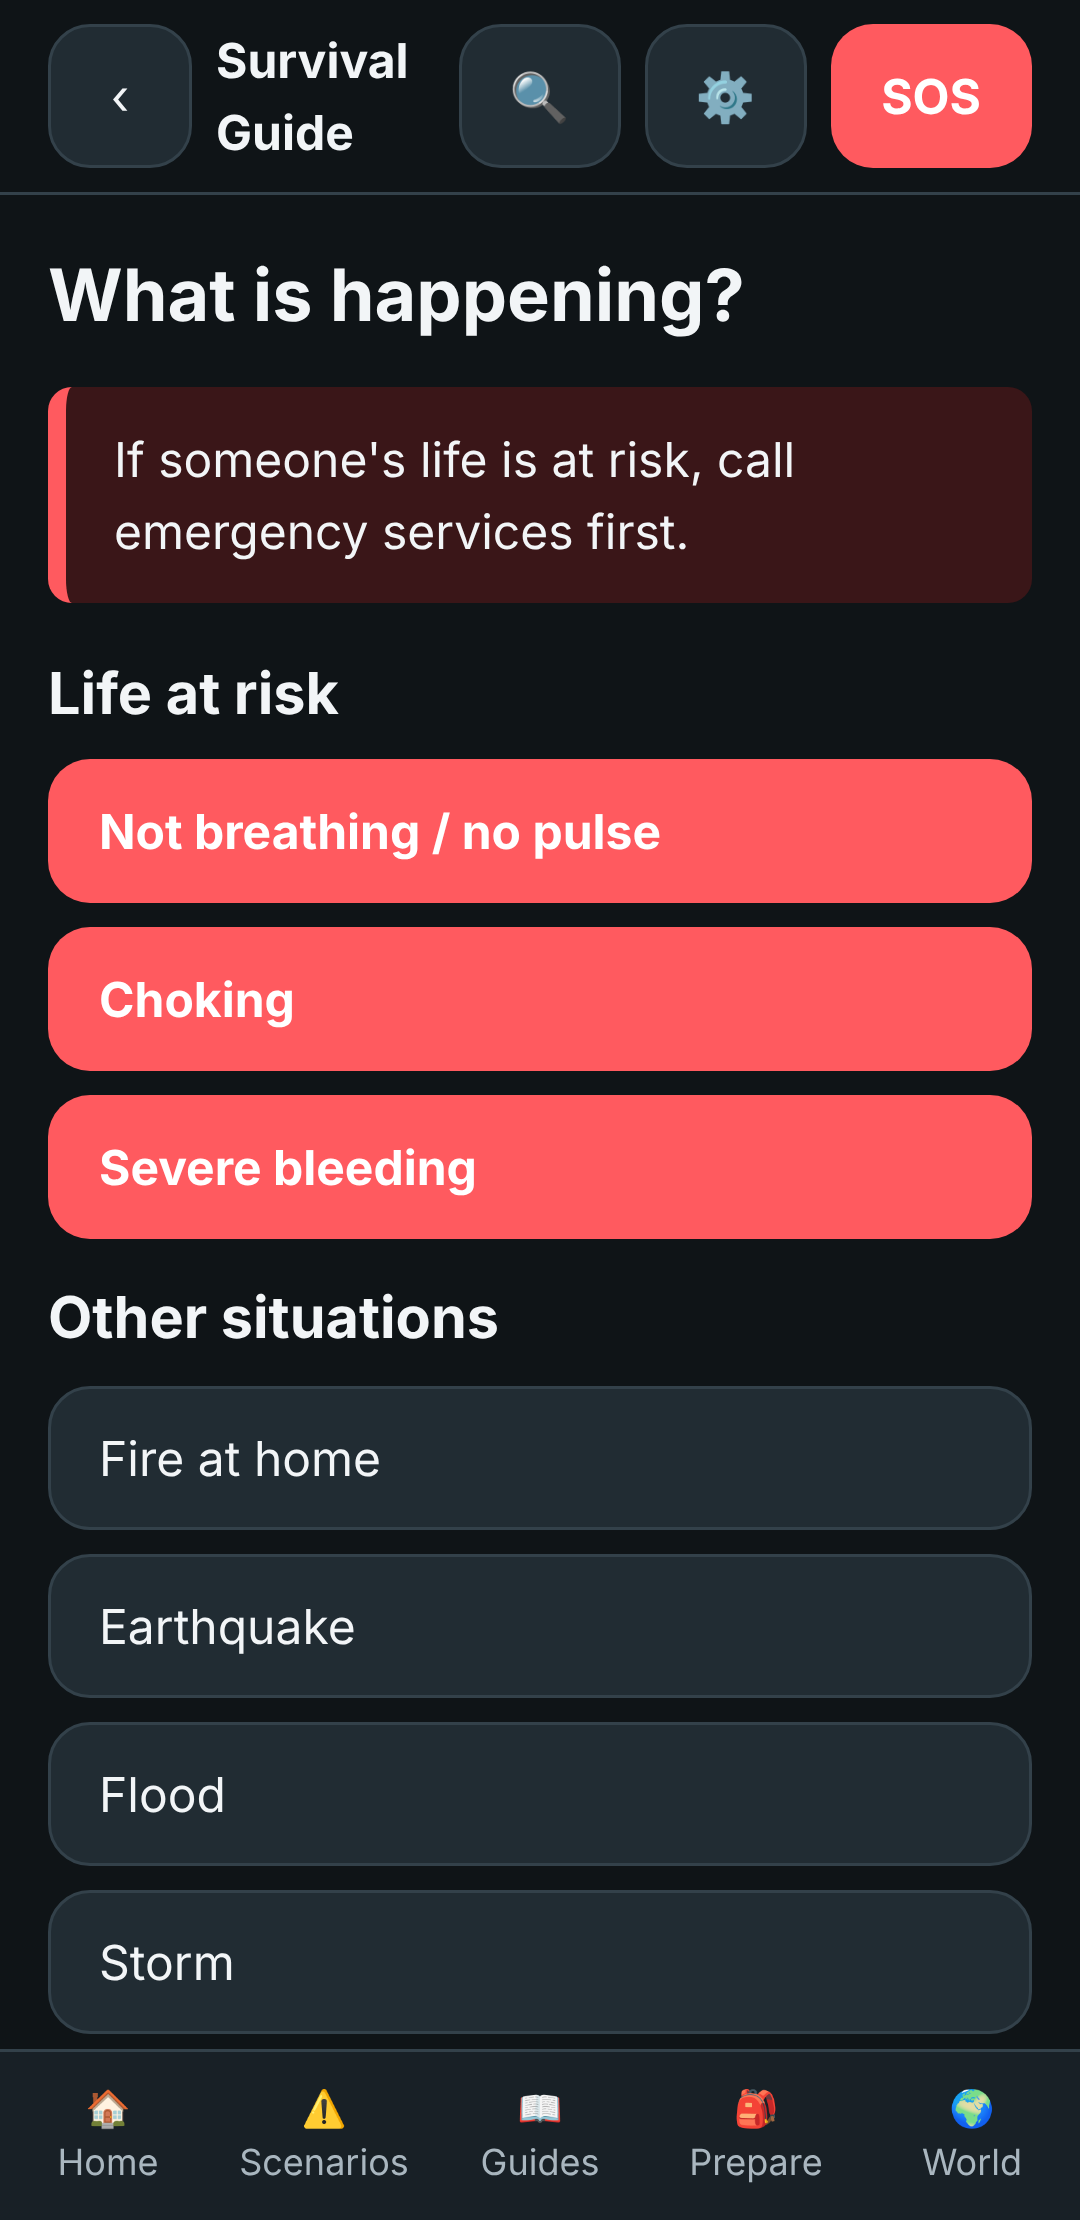 ‹
Survival
Guide
SOS
What is happening?
If someone's life is at risk, call
emergency services first.
Life at risk
Not breathing / no pulse
Choking
Severe bleeding
Other situations
Fire at home
Earthquake
Flood
Storm
Home
Scenarios
Guides
Prepare
World